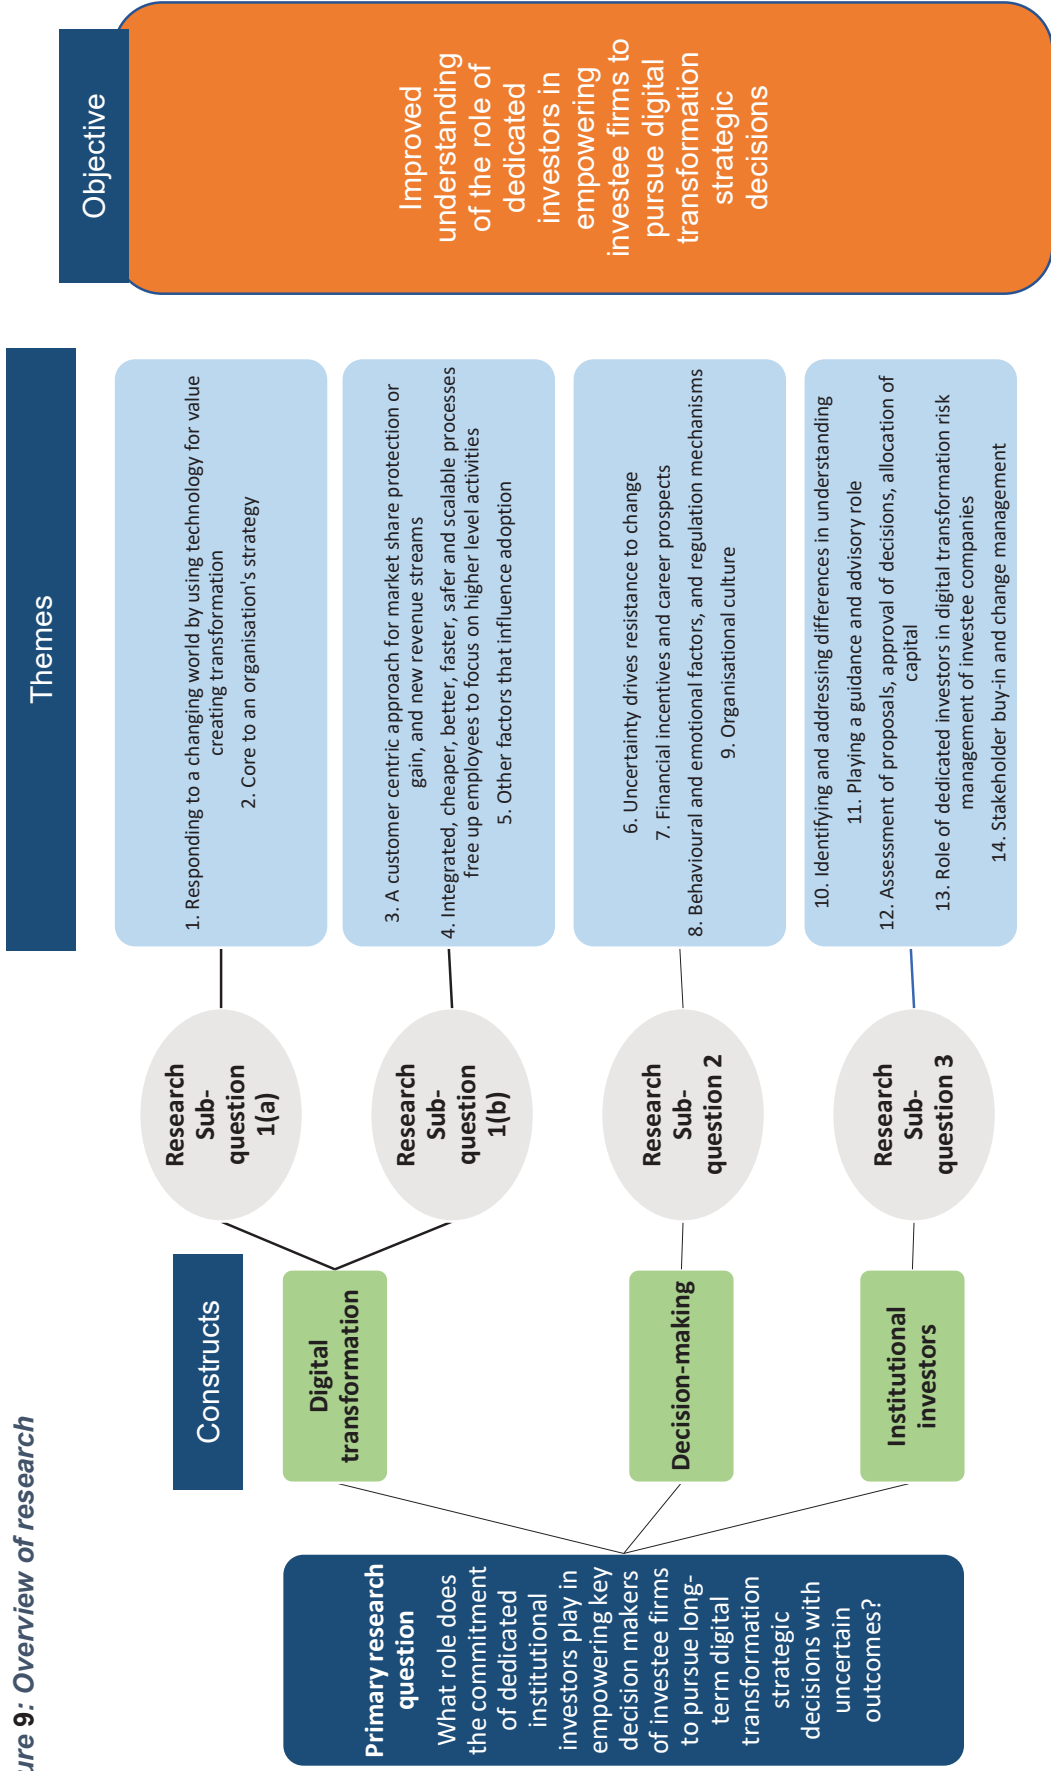 ure 9: Overview of research
Primary research
question
What role does
the commitment
of dedicated
institutional
investors play in
empowering key
decision makers
of investee firms
to pursue long-
term digital
transformation
strategic
decisions with
uncertain
outcomes?
Constructs
Digital
transformation
Decision-making
Institutional
investors
Research
Sub-
question
1(a)
Research
Sub-
question
1(b)
Research
Sub-
question 2
Research
Sub-
question 3
Themes
1. Responding to a changing world by using technology for value
creating transformation
2. Core to an organisation's strategy
3. A customer centric approach for market share protection or
gain, and new revenue streams
4. Integrated, cheaper, better, faster, safer and scalable processes
free up employees to focus on higher level activities
5. Other factors that influence adoption
6. Uncertainty drives resistance to change
7. Financial incentives and career prospects
8. Behavioural and emotional factors, and regulation mechanisms
9. Organisational culture
10. Identifying and addressing differences in understanding
11. Playing a guidance and advisory role
12. Assessment of proposals, approval of decisions, allocation of
capital
13. Role of dedicated investors in digital transformation risk
management of investee companies
14. Stakeholder buy-in and change management
Objective
Improved
understanding
of the role of
dedicated
investors in
empowering
investee firms to
pursue digital
transformation
strategic
decisions